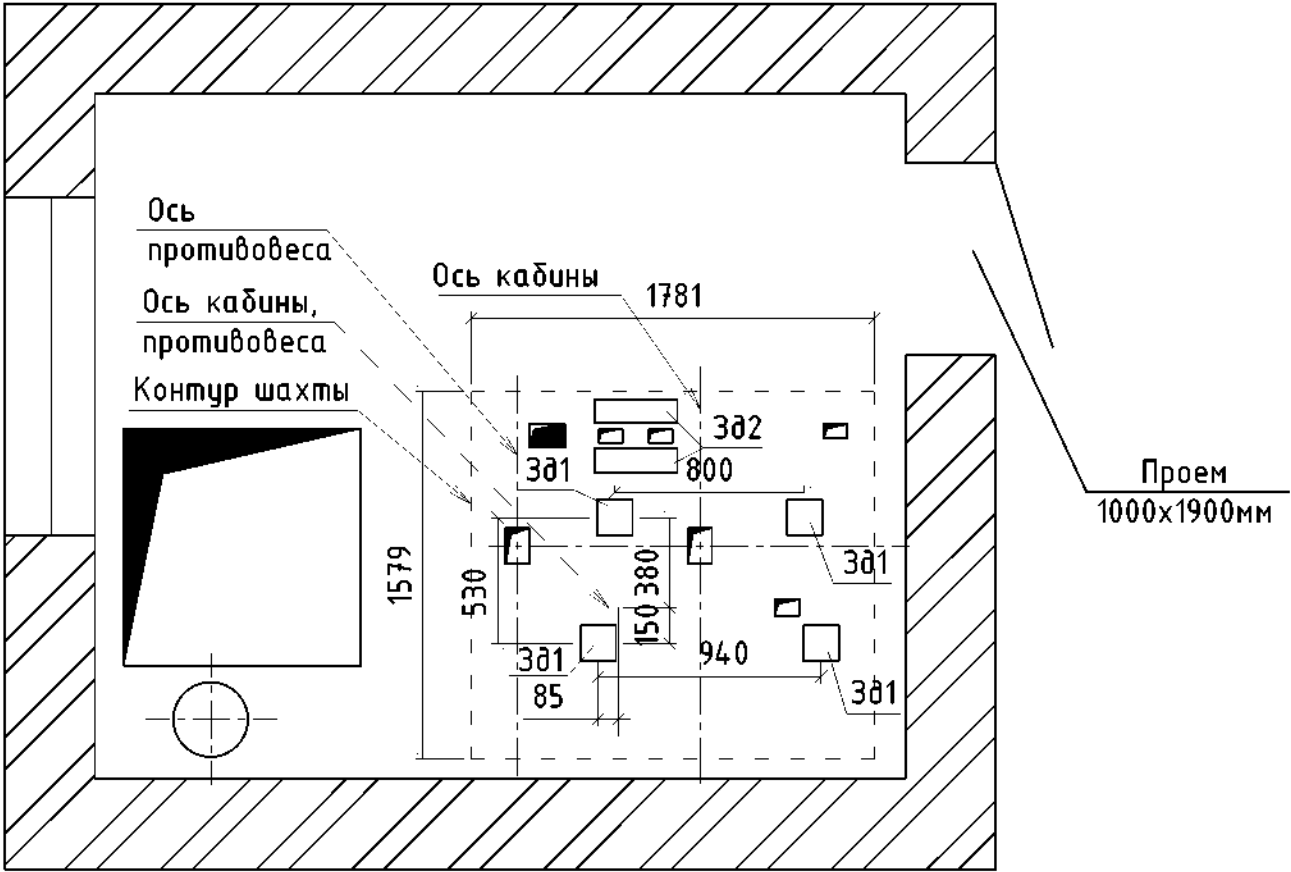 Ось
противовеса
Ось кабины
1781
Ось кабины,
противовеса
Контур шахты
Зд2
Зд1
800
Проем
1000х1900мм
Зд1
1579
530
380
150
940
Зд1
85
Зд1